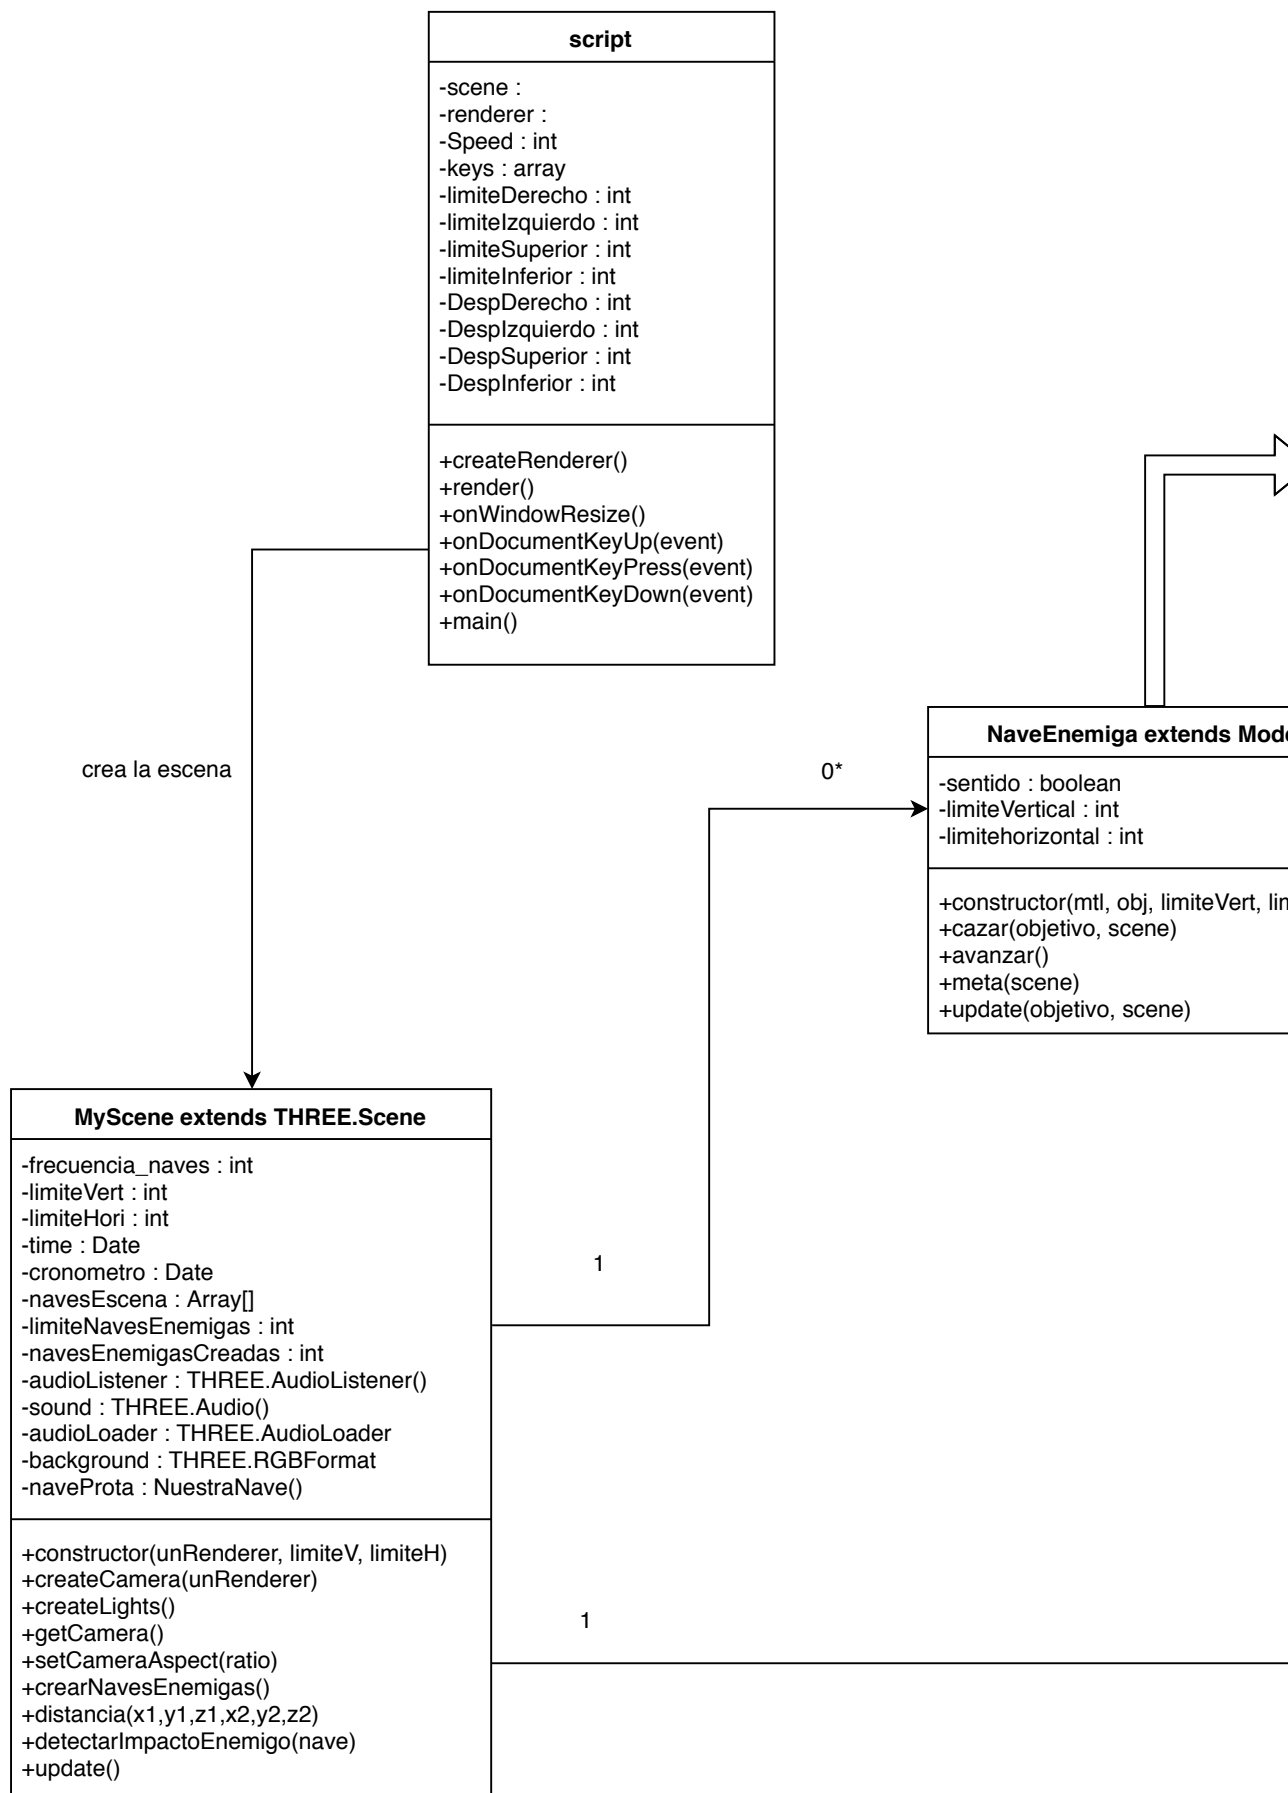 script
-scene :
-renderer :
-Speed : int
-keys : array
-limiteDerecho : int
-limiteIzquierdo : int
-limiteSuperior : int
-limiteInferior : int
-DespDerecho : int
-DespIzquierdo : int
-DespSuperior : int
-DespInferior : int
+createRenderer()
+render()
+onWindowResize()
+onDocumentKeyUp(event)
+onDocumentKeyPress(event)
+onDocumentKeyDown(event)
+main()
crea la escena
0*
NaveEnemiga extends Mod
-sentido : boolean
-limiteVertical : int
-limitehorizontal : int
+constructor(mtl, obj, limiteVert, lim
+cazar(objetivo, scene)
+avanzar()
+meta(scene)
+update(objetivo, scene)
MyScene extends THREE.Scene
-frecuencia_naves : int
-limiteVert : int
-limiteHori : int
-time : Date
-cronometro : Date
-navesEscena : Array[]
-limiteNavesEnemigas : int
-navesEnemigasCreadas : int
-audioListener : THREE.AudioListener()
-sound : THREE.Audio()
-audioLoader : THREE.AudioLoader
-background : THREE.RGBFormat
-naveProta : NuestraNave()
+constructor(unRenderer, limiteV, limiteH)
+createCamera(unRenderer)
+createLights()
+getCamera()
+setCameraAspect(ratio)
+crearNavesEnemigas()
+distancia(x1,y1,z1,x2,y2,z2)
+detectarImpactoEnemigo(nave)
+update()
1
1